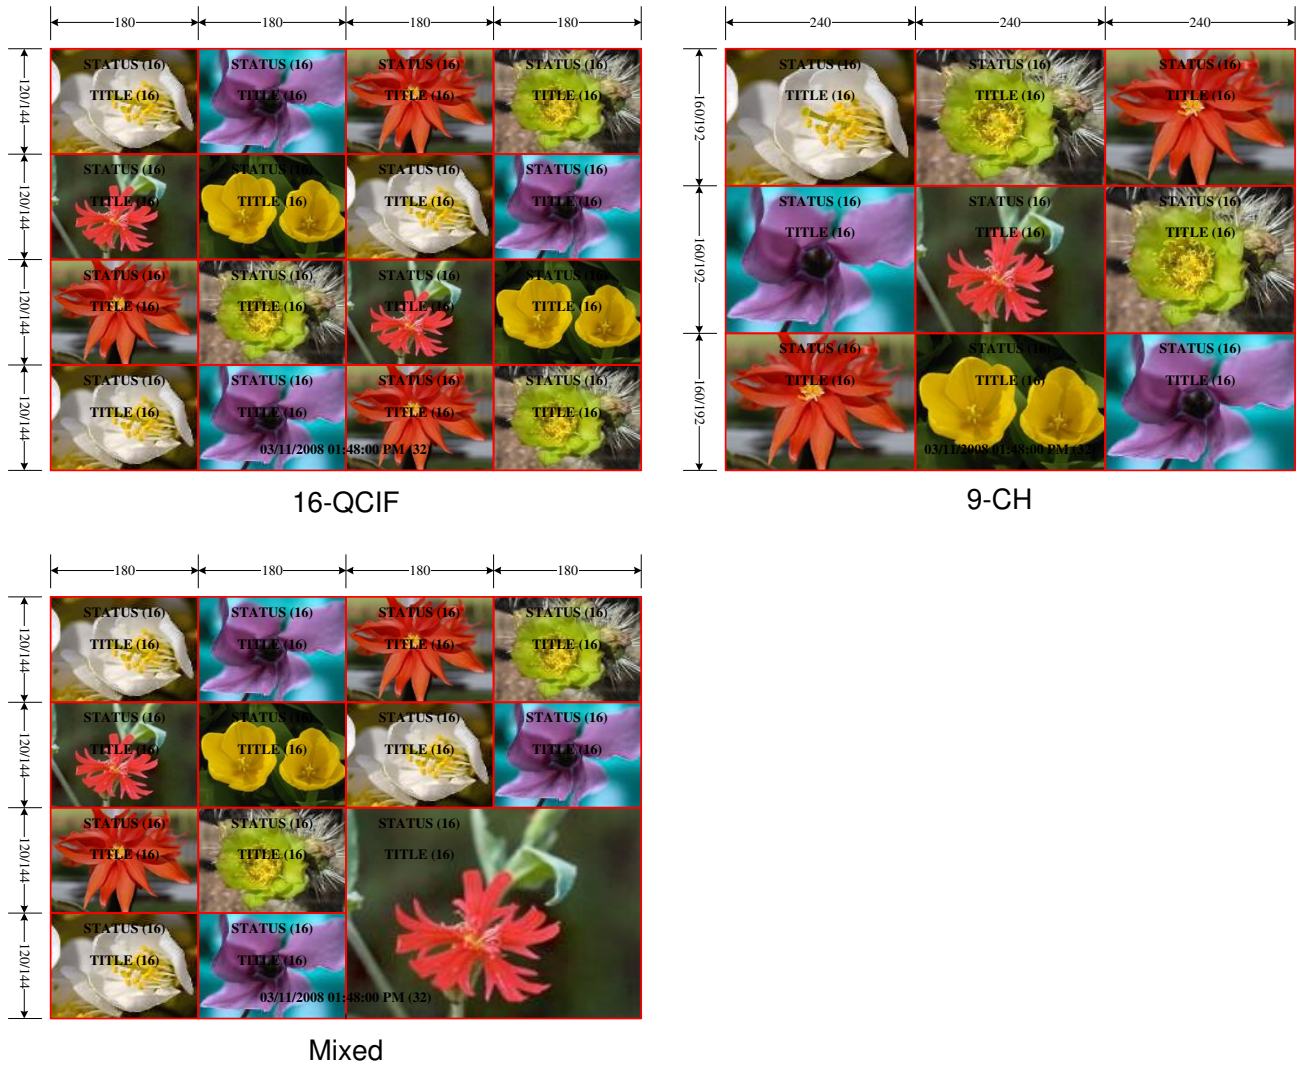 180 180 180 180
120/144
STATUS (16) STATUS (16) STATUS (16) STATUS (16)
TITLE (16) TITLE (16) TITLE (16) TITLE (16)
120/144
STATUS (16) STATUS (16) STATUS (16) STATUS (16)
TITLE (16) TITLE (16) TITLE (16) TITLE (16)
120/144
STATUS (16) STATUS (16) STATUS (16) STATUS (16)
TITLE (16) TITLE (16) TITLE (16) TITLE (16)
120/144
STATUS (16) STATUS (16) STATUS (16) STATUS (16)
TITLE (16) TITLE (16) TITLE (16) TITLE (16)
03/11/2008 01:48:00 PM (32)
16-QCIF
240 240 240
160/192
STATUS (16) STATUS (16) STATUS (16)
TITLE (16) TITLE (16) TITLE (16)
160/192
STATUS (16) STATUS (16) STATUS (16)
TITLE (16) TITLE (16) TITLE (16)
160/192
STATUS (16) STATUS (16) STATUS (16)
TITLE (16) TITLE (16) TITLE (16)
03/11/2008 01:48:00 PM (32)
9-CH
180 180 180 180
120/144
STATUS (16) STATUS (16) STATUS (16) STATUS (16)
TITLE (16) TITLE (16) TITLE (16) TITLE (16)
120/144
STATUS (16) STATUS (16) STATUS (16) STATUS (16)
TITLE (16) TITLE (16) TITLE (16) TITLE (16)
120/144
STATUS (16) STATUS (16) STATUS (16)
TITLE (16) TITLE (16) TITLE (16)
120/144
STATUS (16) STATUS (16)
TITLE (16) TITLE (16)
03/11/2008 01:48:00 PM (32)
Mixed